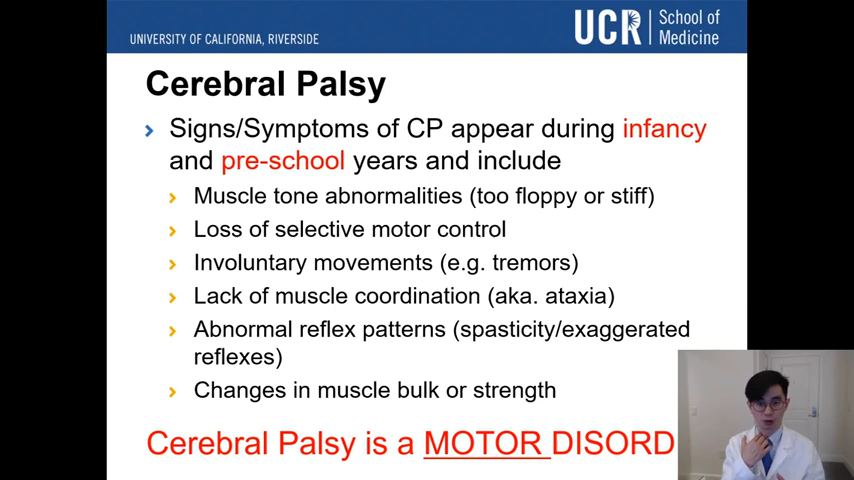 UNIVERSITY OF CALIFORNIA, RIVERSIDE
UCR
School of
Medicine
Cerebral Palsy
Signs/Symptoms of CP appear during infancy
and pre-school years and include
Muscle tone abnormalities (too floppy or stiff)
Loss of selective motor control
Involuntary movements (e.g. tremors)
Lack of muscle coordination (aka. ataxia)
Abnormal reflex patterns (spasticity/exaggerated
reflexes)
Changes in muscle bulk or strength
Cerebral Palsy is a MOTOR DISORD